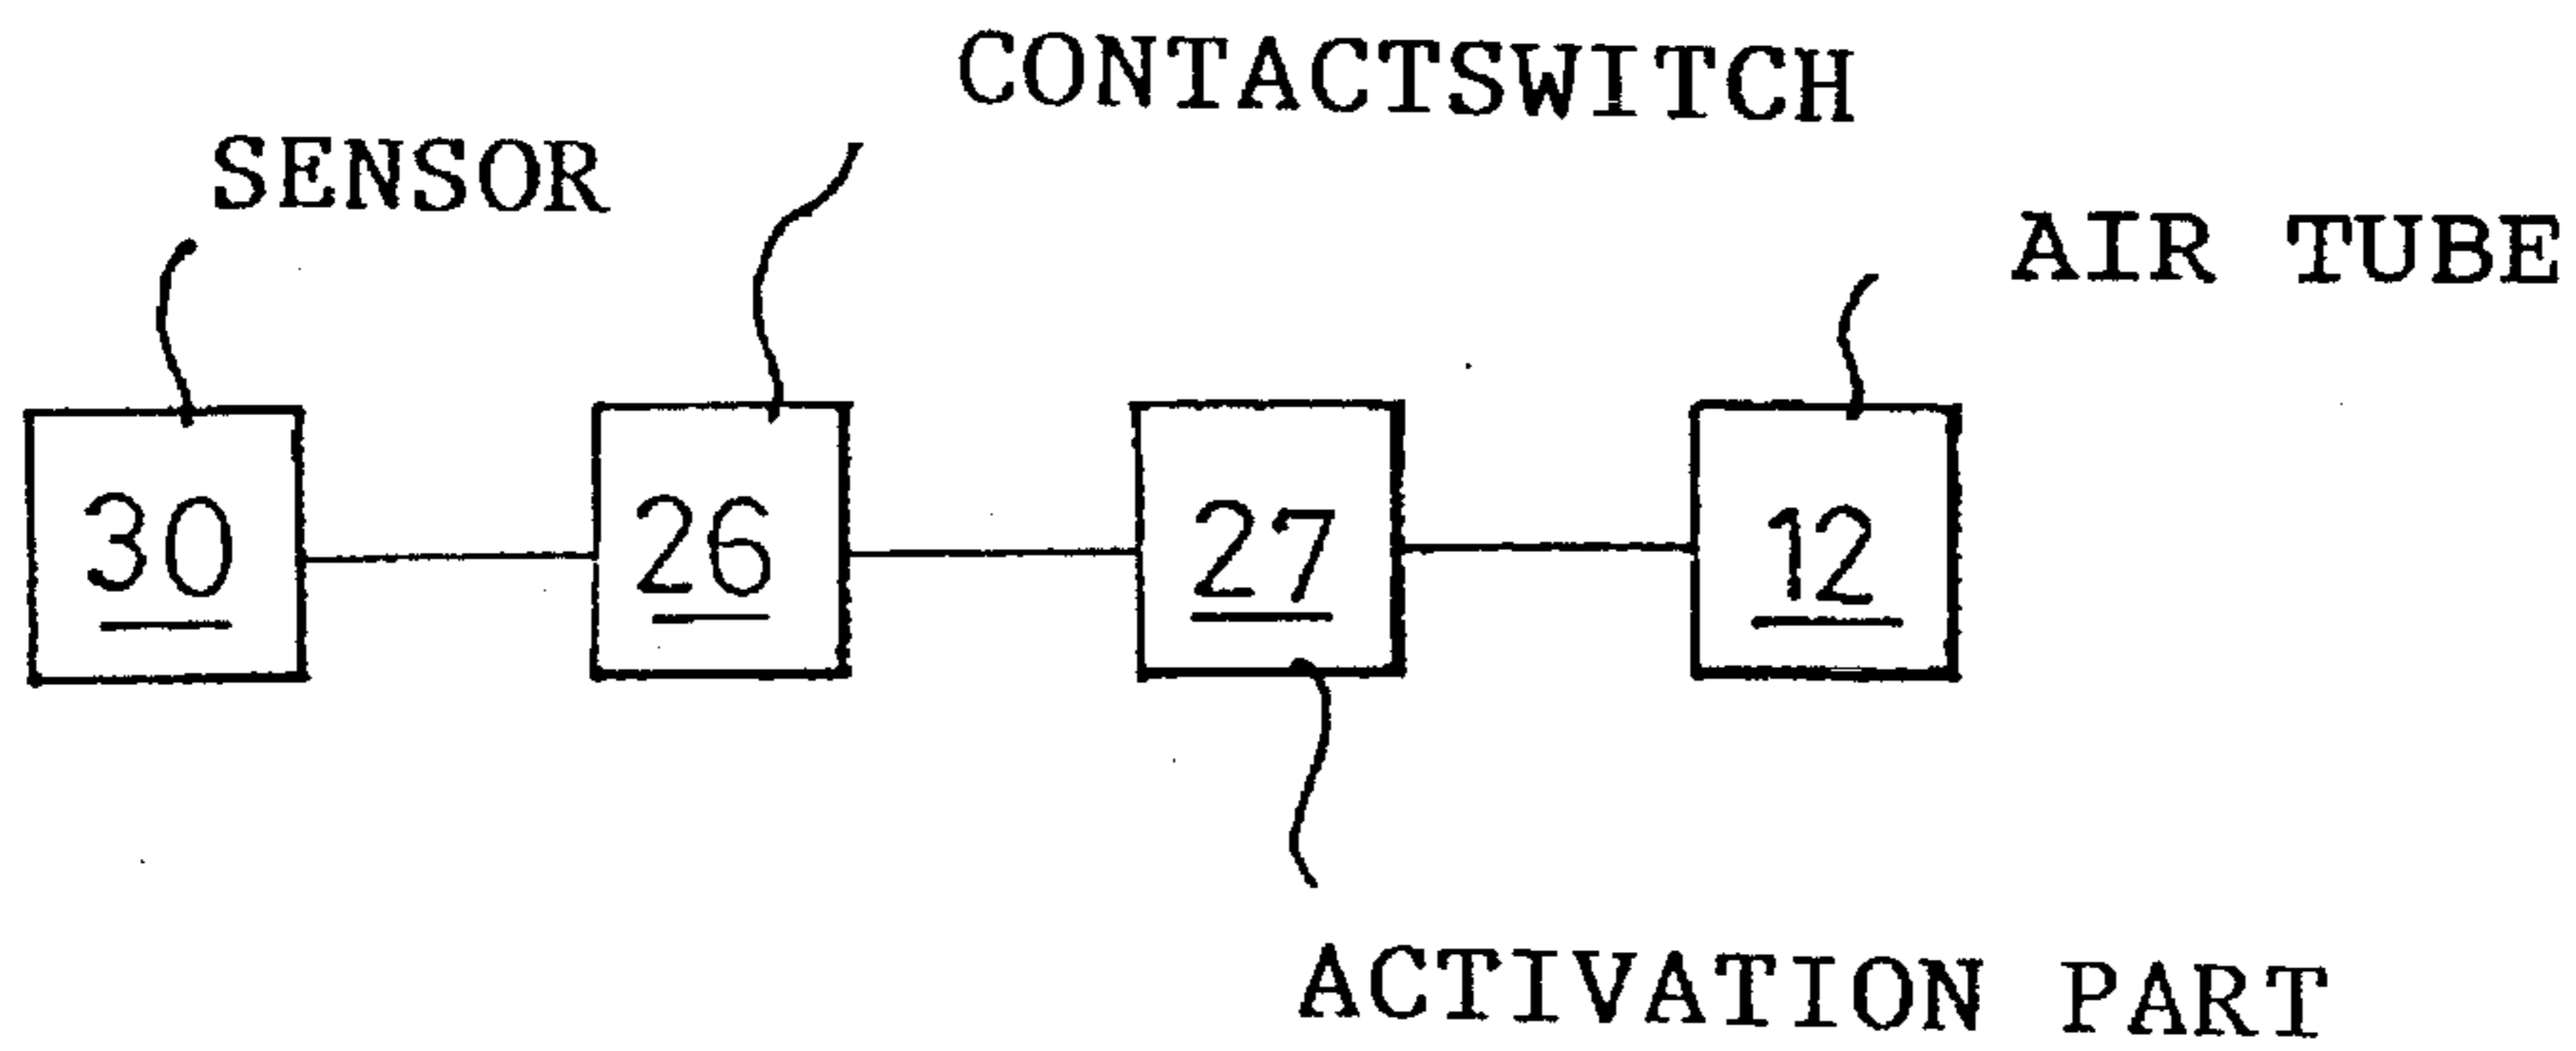 CONTACTSWITCH
SENSOR
AIR TUBE
30 26 27 12
ACTIVATION PART